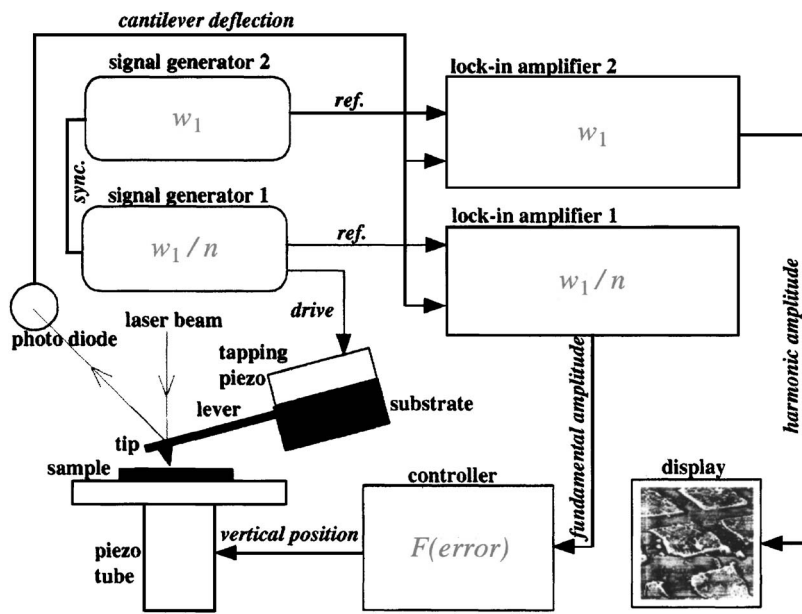 cantilever deflection
signal generator 2
lock-in amplifier 2
ref.
w1
w1
sync.
signal generator 1
lock-in amplifier 1
ref.
w1 / n
w1 / n
drive
laser beam
photo diode
tapping
piezo
lever
substrate
tip
fundamental amplitude
harmonic amplitude
sample
controller
display
vertical position
F(error)
piezo
tube